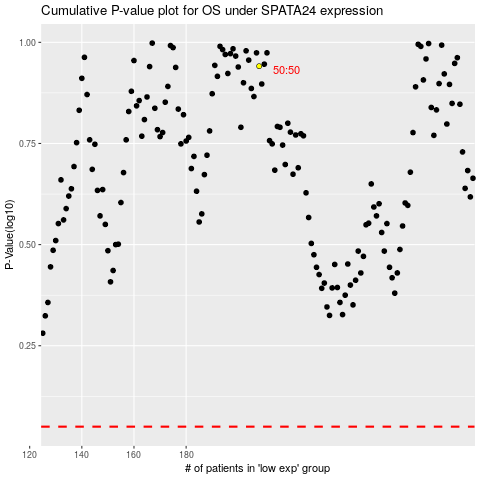 Cumulative P-value plot for OS under SPATA24 expression
1.00
50:50
0.75
P-Value(log10)
0.50
0.25
120 140 160 180
# of patients in 'low exp' group